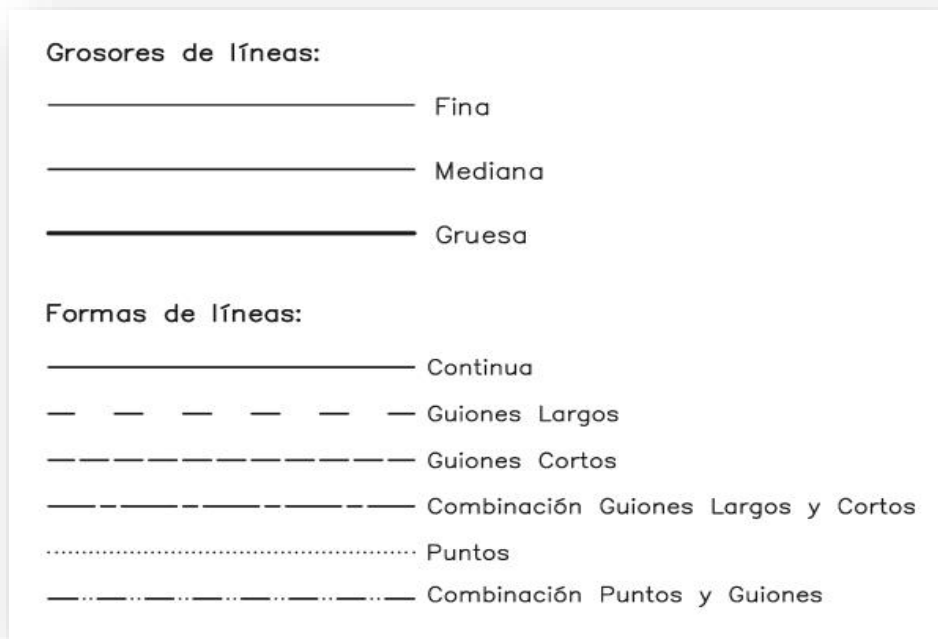 Grosores de líneas:
Fina
Mediana
Gruesa
Formas de líneas:
Continua
Guiones Largos
Guiones Cortos
Combinación Guiones Largos y Cortos
Puntos
Combinación Puntos y Guiones